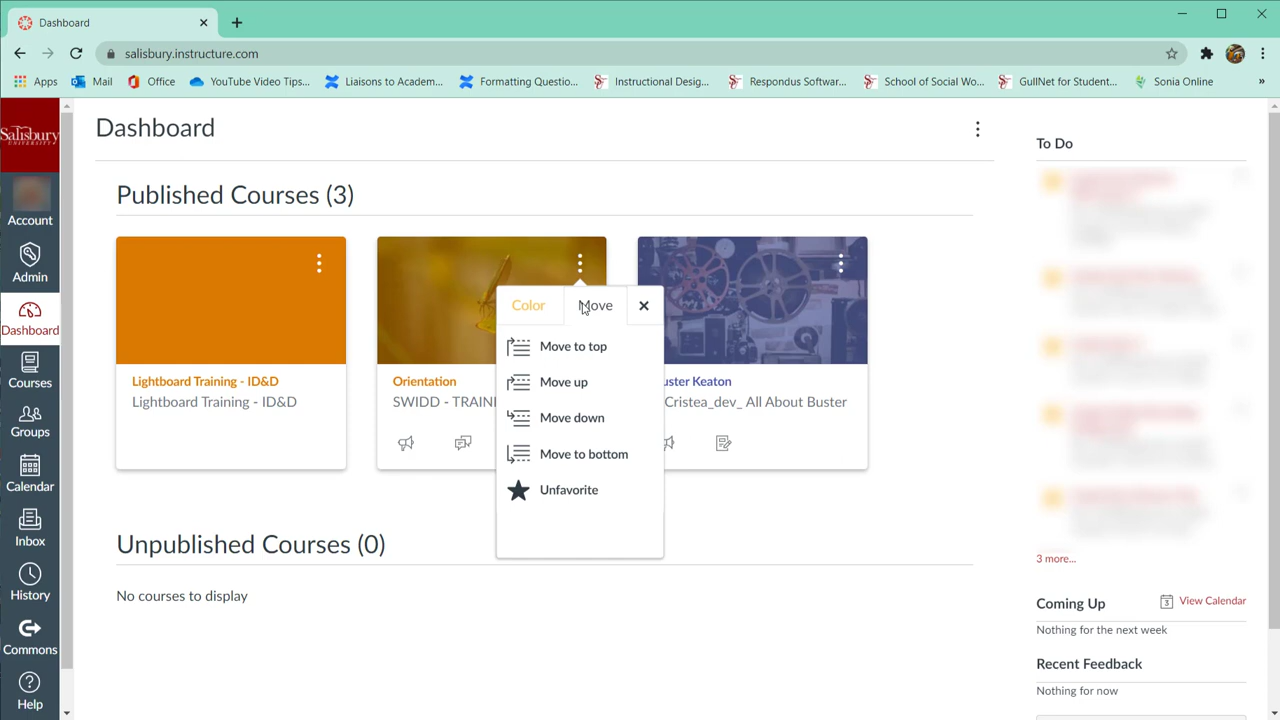 Dashboard
salisbury.instructure.com
Apps
Mail
Office
YouTube Video Tips...
Liaisons to Academ...
Formatting Questio...
Instructional Desig...
Respondus Softwar...
School of Social Wo...
GullNet for Student...
Sonia Online
»
Salisbury
UNIVERSITY
Account
Admin
Dashboard
Courses
Groups
Calendar
Inbox
History
Commons
Help
Dashboard
Published Courses (3)
Lightboard Training - ID&D
Lightboard Training - ID&D
Orientation
SWIDD - TRAIN
Color
Move
Move to top
Move up
Move down
Move to bottom
Unfavorite
uster Keaton
Cristea_dev_ All About Buster
Unpublished Courses (0)
No courses to display
To Do
3 more...
Coming Up
3
View Calendar
Nothing for the next week
Recent Feedback
Nothing for now